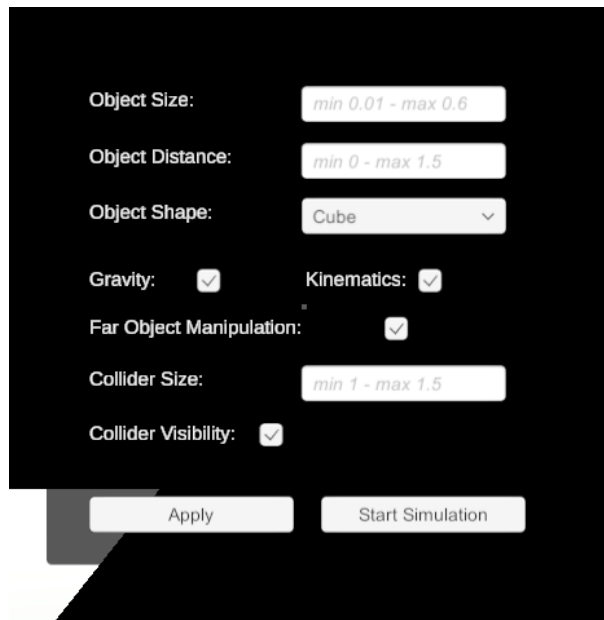 Object Size: min 0.01 - max 0.6
Object Distance: min 0 - max 1.5
Object Shape: Cube
Gravity: Kinematics:
Far Object Manipulation:
Collider Size: min 1 - max 1.5
Collider Visibility:
Apply Start Simulation